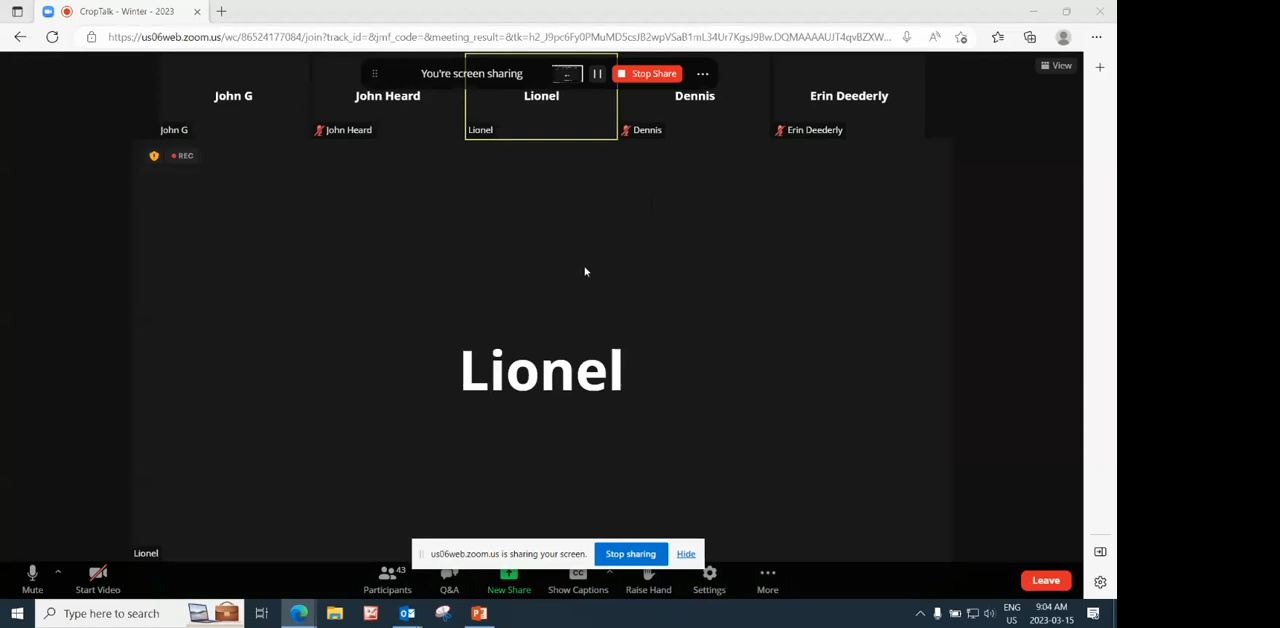 CropTalk - Winter - 2023
https://us06web.zoom.us/wc/86524177084/join?track_id=&jmf_code=&meeting_result=&tk=h2_J9pc6Fy0PMuMD5csJB2wpVSaB1mL34Ur7KgsJ9Bw.DQMAAAAUJT4qvBZXW...
You're screen sharing
Stop Share
View
John G
John Heard
Lionel
Dennis
Erin Deederly
John G
John Heard
Lionel
Dennis
Erin Deederly
REC
Lionel
Lionel
us06web.zoom.us is sharing your screen.
Stop sharing
Hide
43
CC
Mute
Start Video
Participants
Q&A
New Share
Show Captions
Raise Hand
Settings
More
Leave
Type here to search
ENG
US
9:04 AM
2023-03-15